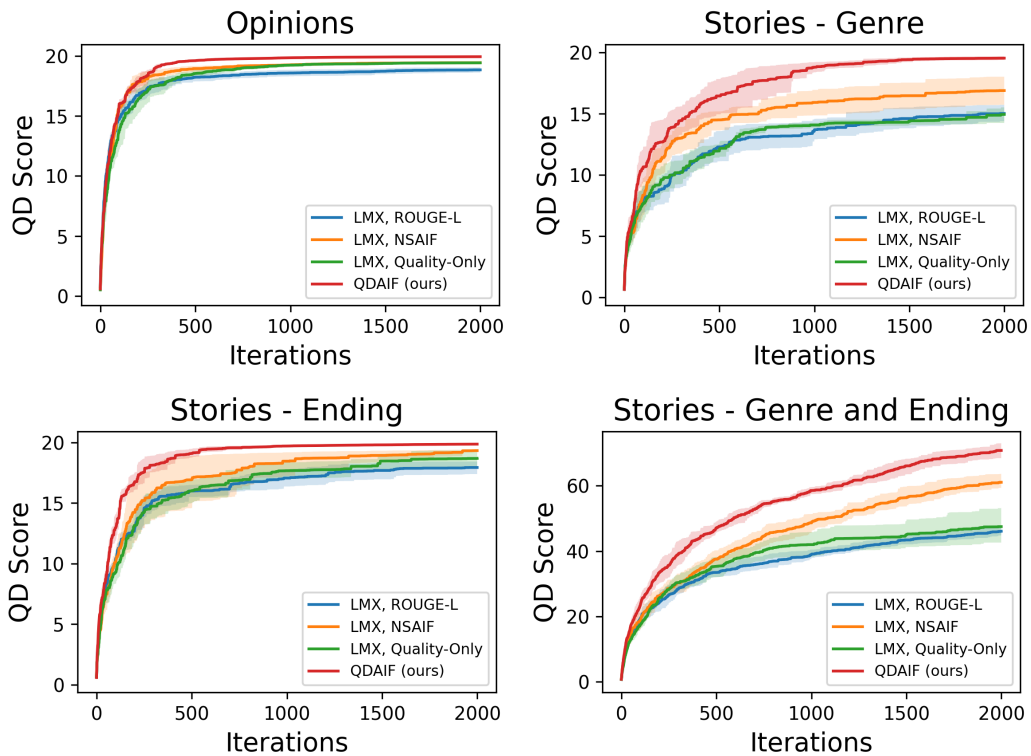 Opinions
QD Score
20
15
10
5
0
LMX, ROUGE-L
LMX, NSAIF
LMX, Quality-Only
QDAIF (ours)
0 500 1000 1500 2000
Iterations
Stories - Genre
QD Score
20
15
10
5
0
LMX, ROUGE-L
LMX, NSAIF
LMX, Quality-Only
QDAIF (ours)
0 500 1000 1500 2000
Iterations
Stories - Ending
QD Score
20
15
10
5
0
LMX, ROUGE-L
LMX, NSAIF
LMX, Quality-Only
QDAIF (ours)
0 500 1000 1500 2000
Iterations
Stories - Genre and Ending
QD Score
60
40
20
0
LMX, ROUGE-L
LMX, NSAIF
LMX, Quality-Only
QDAIF (ours)
0 500 1000 1500 2000
Iterations